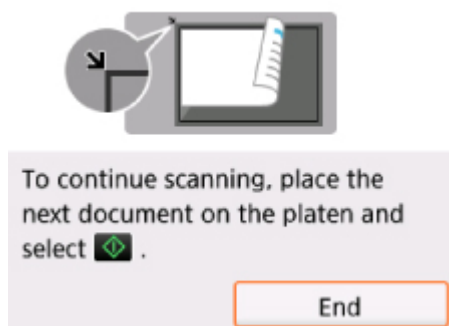 To continue scanning, place the
next document on the platen and
select .
End